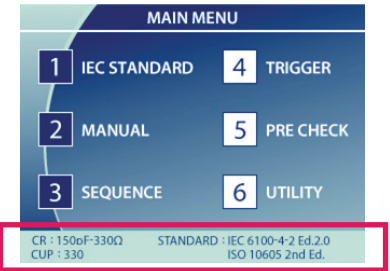 MAIN MENU
1 IEC STANDARD
4 TRIGGER
2 MANUAL
5 PRE CHECK
3 SEQUENCE
6 UTILITY
CR : 150pF-330Ω STANDARD : IEC 6100-4-2 Ed.2.0
CUP : 330 ISO 10605 2nd Ed.